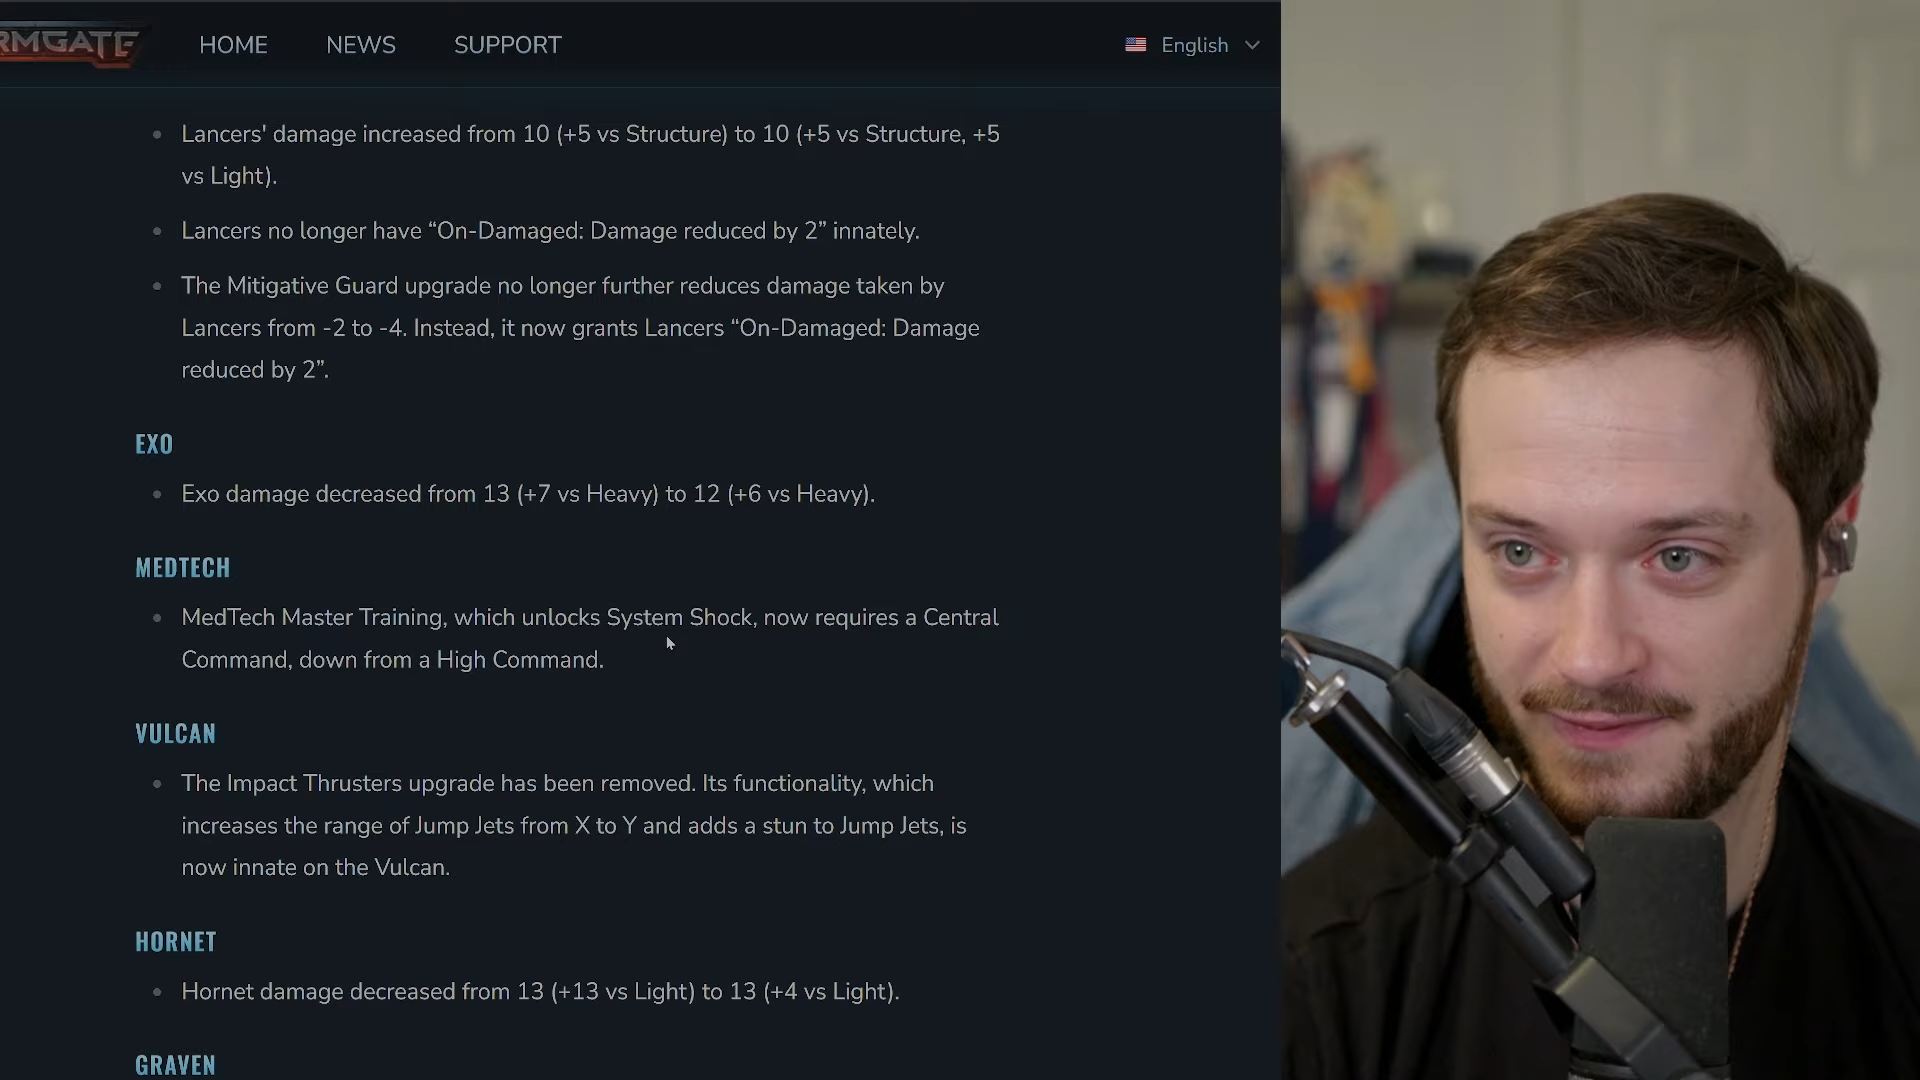 RMGATE
HOME NEWS SUPPORT English
Lancers' damage increased from 10 (+5 vs Structure) to 10 (+5 vs Structure, +5
vs Light).
Lancers no longer have “On-Damaged: Damage reduced by 2” innately.
The Mitigative Guard upgrade no longer further reduces damage taken by
Lancers from -2 to -4. Instead, it now grants Lancers “On-Damaged: Damage
reduced by 2”.
EXO
Exo damage decreased from 13 (+7 vs Heavy) to 12 (+6 vs Heavy).
MEDTECH
MedTech Master Training, which unlocks System Shock, now requires a Central
Command, down from a High Command.
VULCAN
The Impact Thrusters upgrade has been removed. Its functionality, which
increases the range of Jump Jets from X to Y and adds a stun to Jump Jets, is
now innate on the Vulcan.
HORNET
Hornet damage decreased from 13 (+13 vs Light) to 13 (+4 vs Light).
GRAVEN